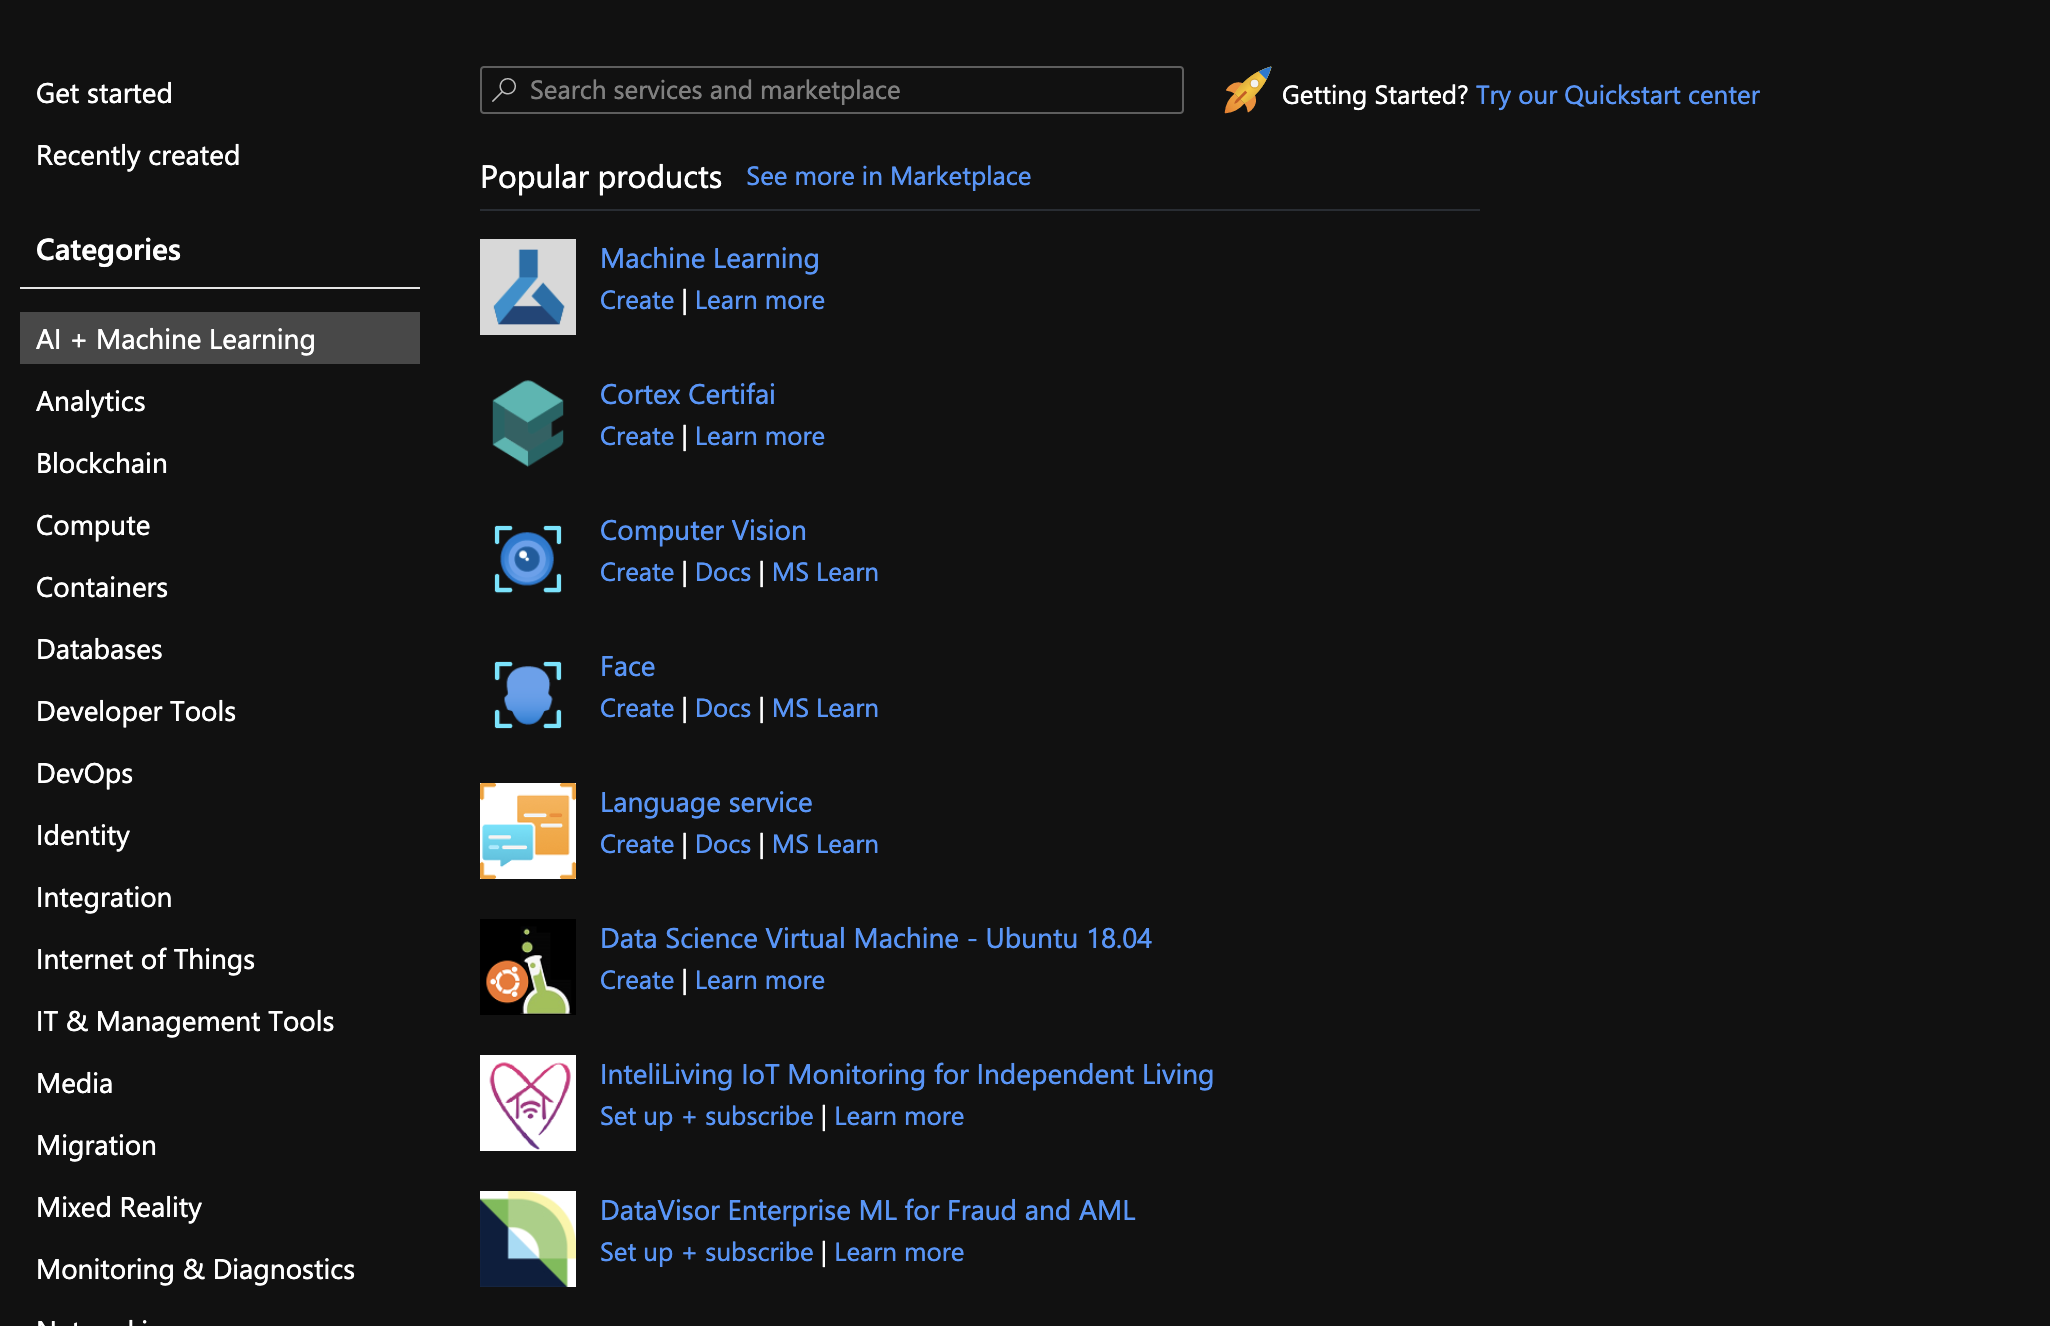 Get started
Recently created
Categories
AI + Machine Learning
Analytics
Blockchain
Compute
Containers
Databases
Developer Tools
DevOps
Identity
Integration
Internet of Things
IT & Management Tools
Media
Migration
Mixed Reality
Monitoring & Diagnostics
Search services and marketplace
Getting Started? Try our Quickstart center
Popular products See more in Marketplace
Machine Learning
Create | Learn more
Cortex Certifai
Create | Learn more
Computer Vision
Create | Docs | MS Learn
Face
Create | Docs | MS Learn
Language service
Create | Docs | MS Learn
Data Science Virtual Machine - Ubuntu 18.04
Create | Learn more
InteliLiving IoT Monitoring for Independent Living
Set up + subscribe | Learn more
DataVisor Enterprise ML for Fraud and AML
Set up + subscribe | Learn more